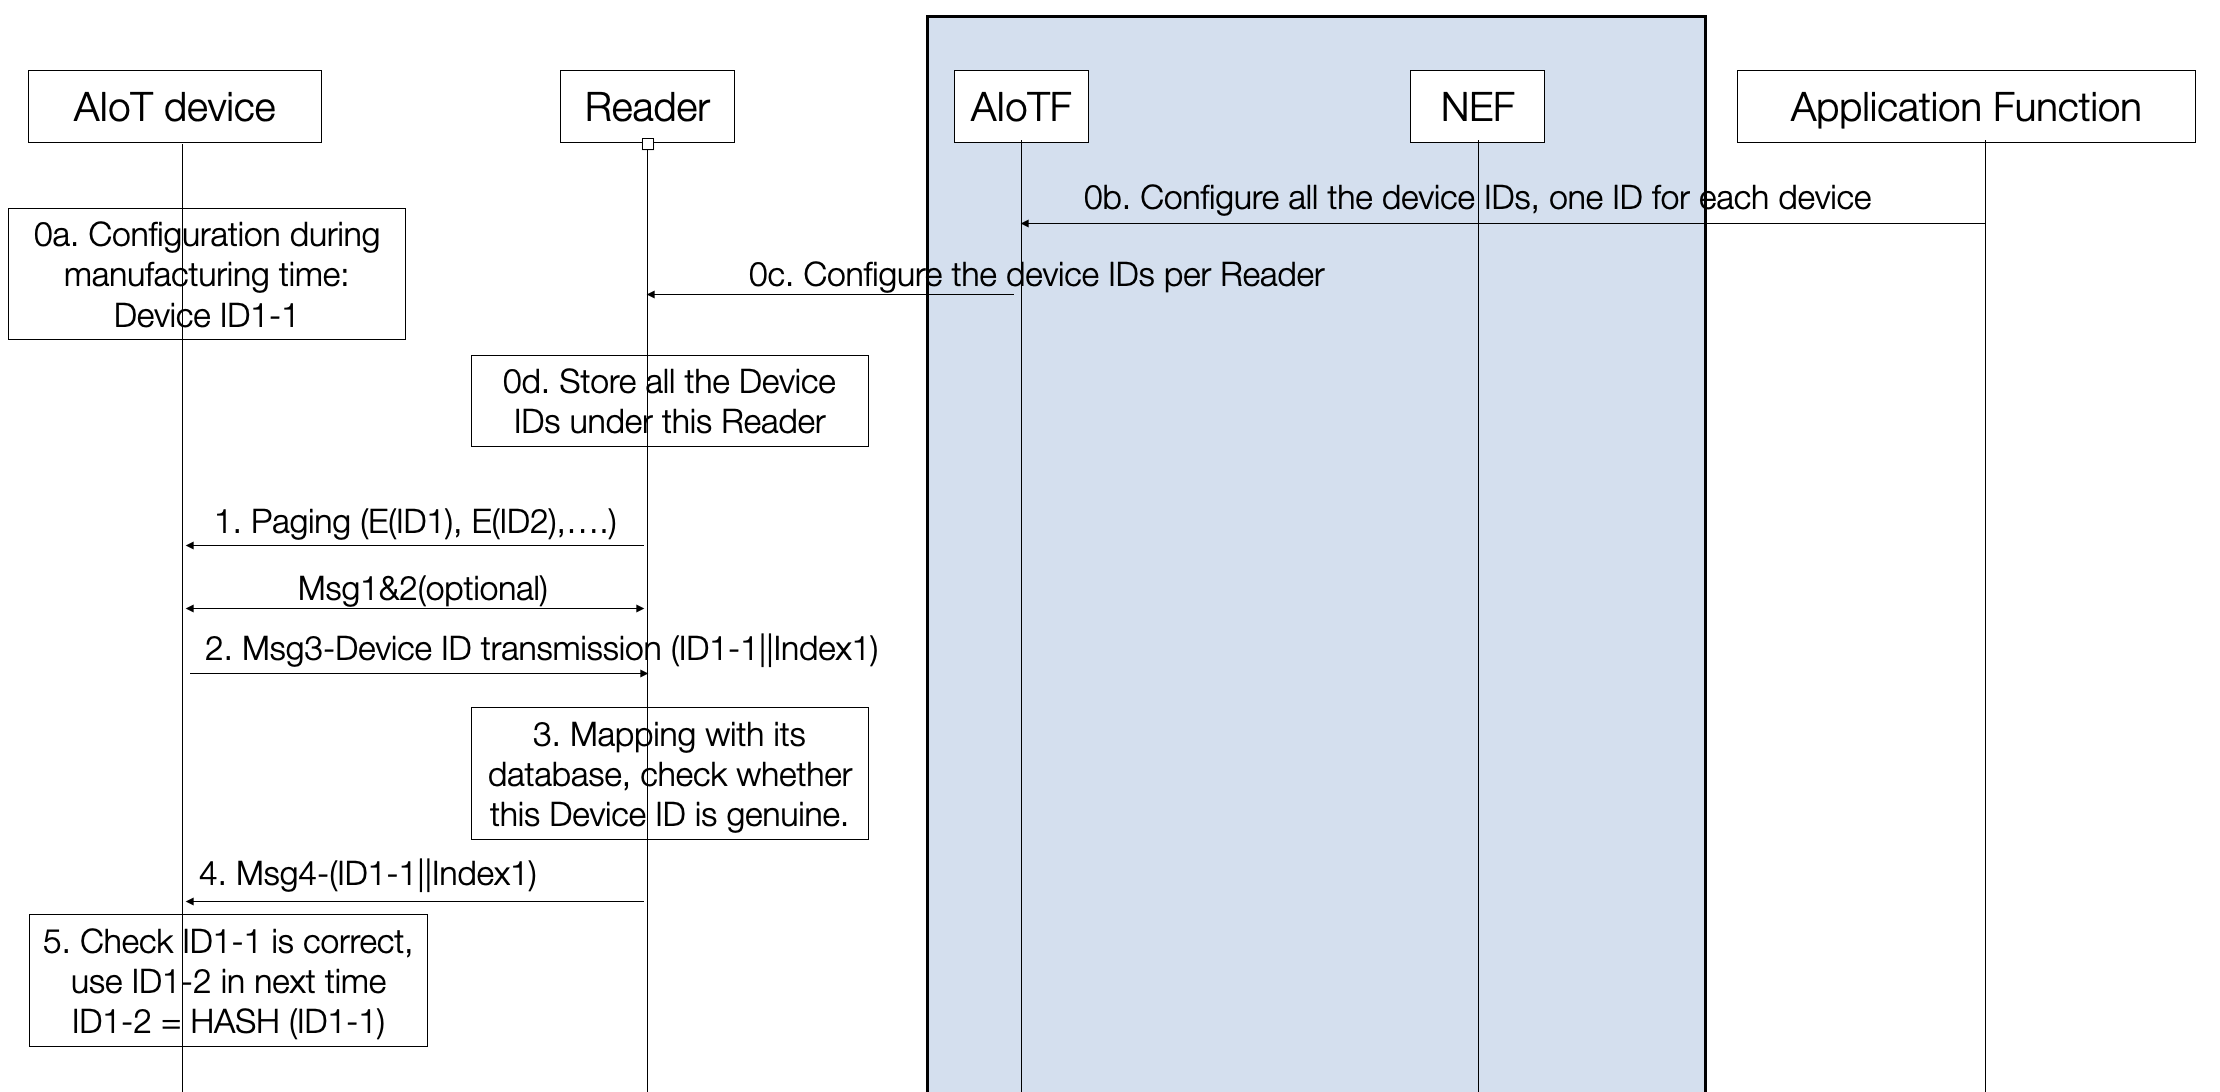 AIoT device
Reader
AIoTF
NEF
Application Function
0b. Configure all the device IDs, one ID for each device
0a. Configuration during
manufacturing time:
Device ID1-1
0c. Configure the device IDs per Reader
0d. Store all the Device
IDs under this Reader
1. Paging (E(ID1), E(ID2),….)
Msg1&2(optional)
2. Msg3-Device ID transmission (ID1-1||Index1)
3. Mapping with its
database, check whether
this Device ID is genuine.
4. Msg4-(ID1-1||Index1)
5. Check ID1-1 is correct,
use ID1-2 in next time
ID1-2 = HASH (ID1-1)